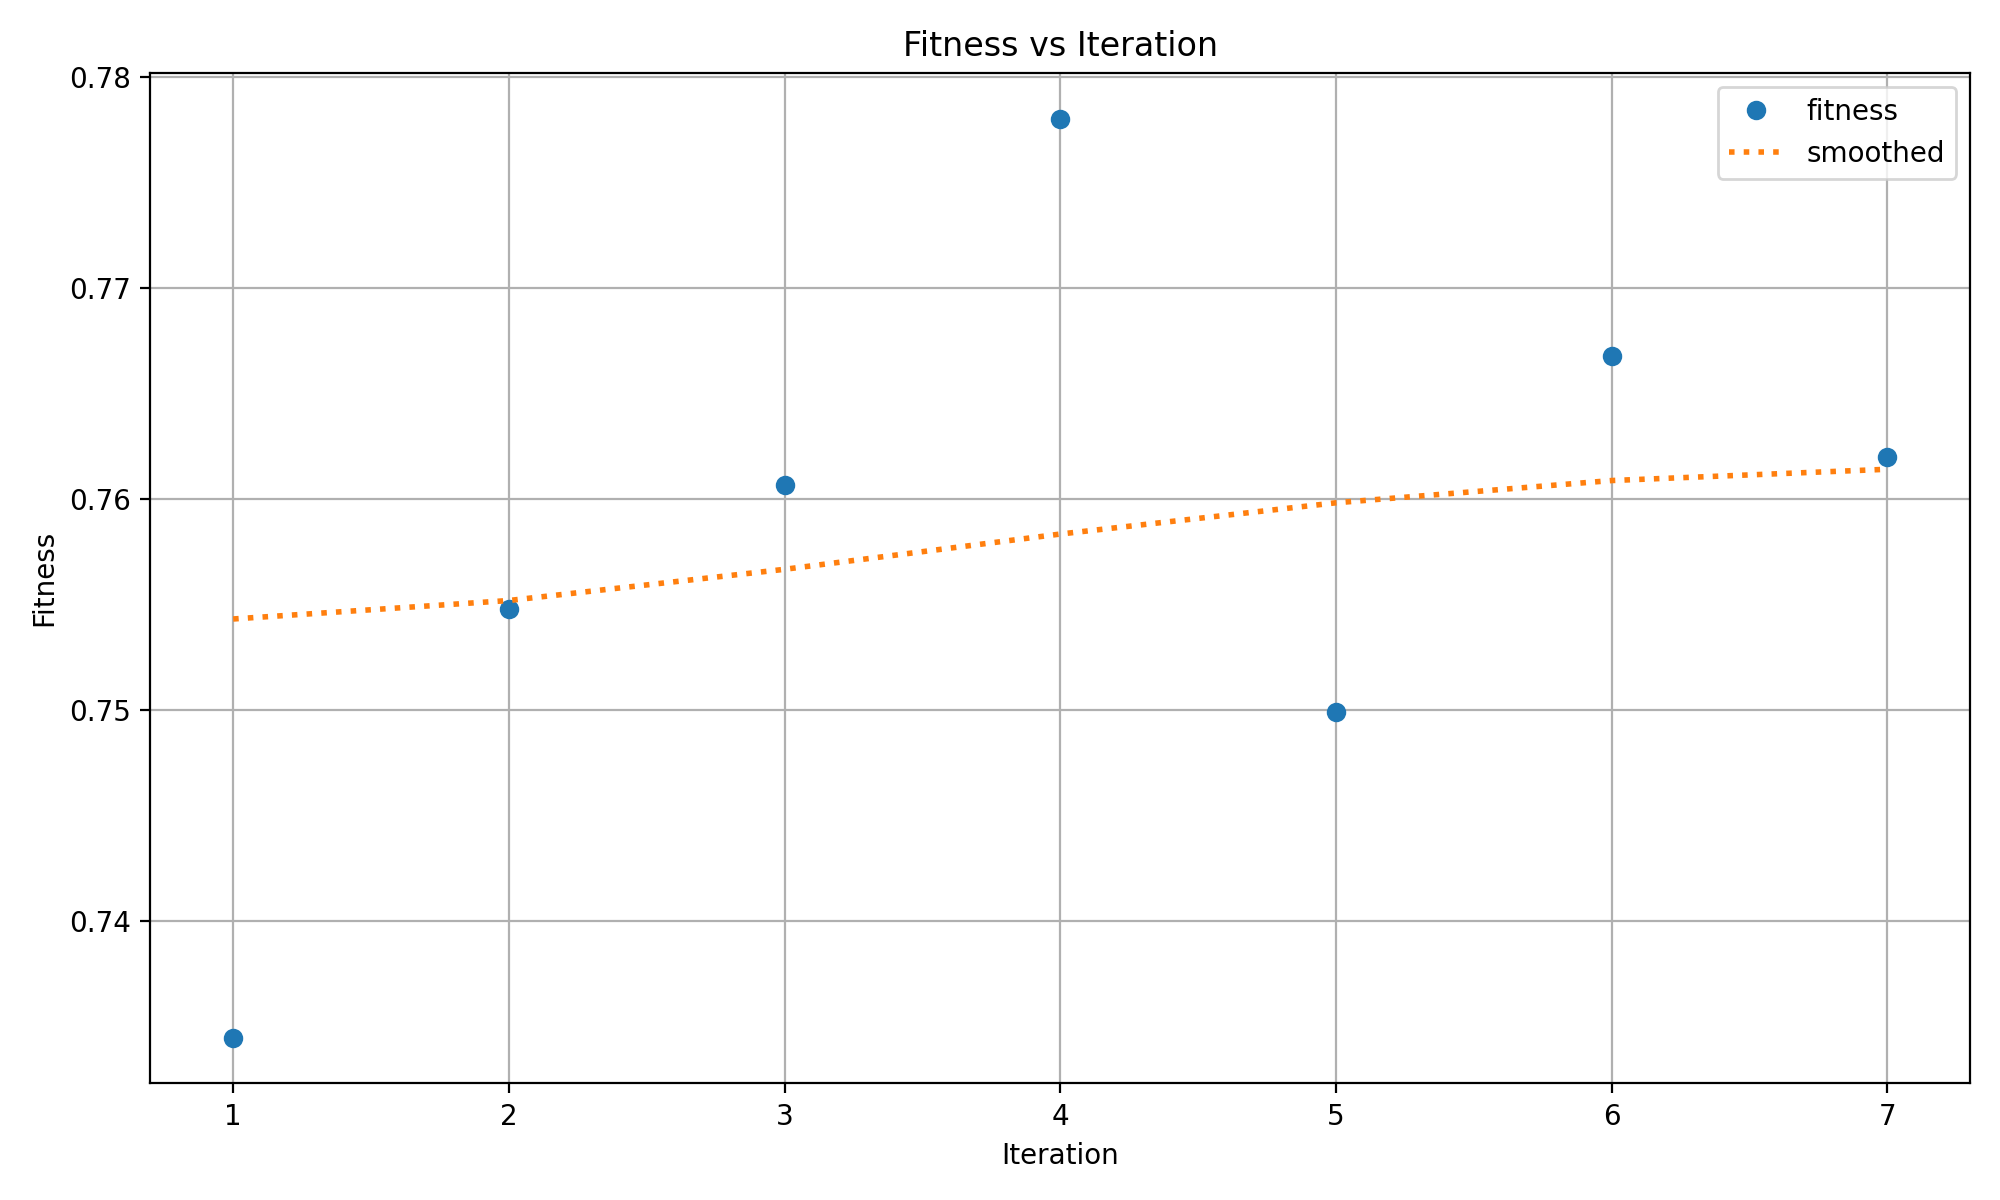 Fitness vs Iteration
fitness
smoothed
0.78
0.77
0.76
0.75
0.74
Fitness
1 2 3 4 5 6 7
Iteration